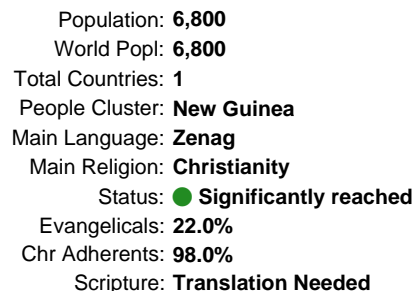 Population: 6,800
World Popl: 6,800
Total Countries: 1
People Cluster: New Guinea
Main Language: Zenag
Main Religion: Christianity
Status: Significantly reached
Evangelicals: 22.0%
Chr Adherents: 98.0%
Scripture: Translation Needed